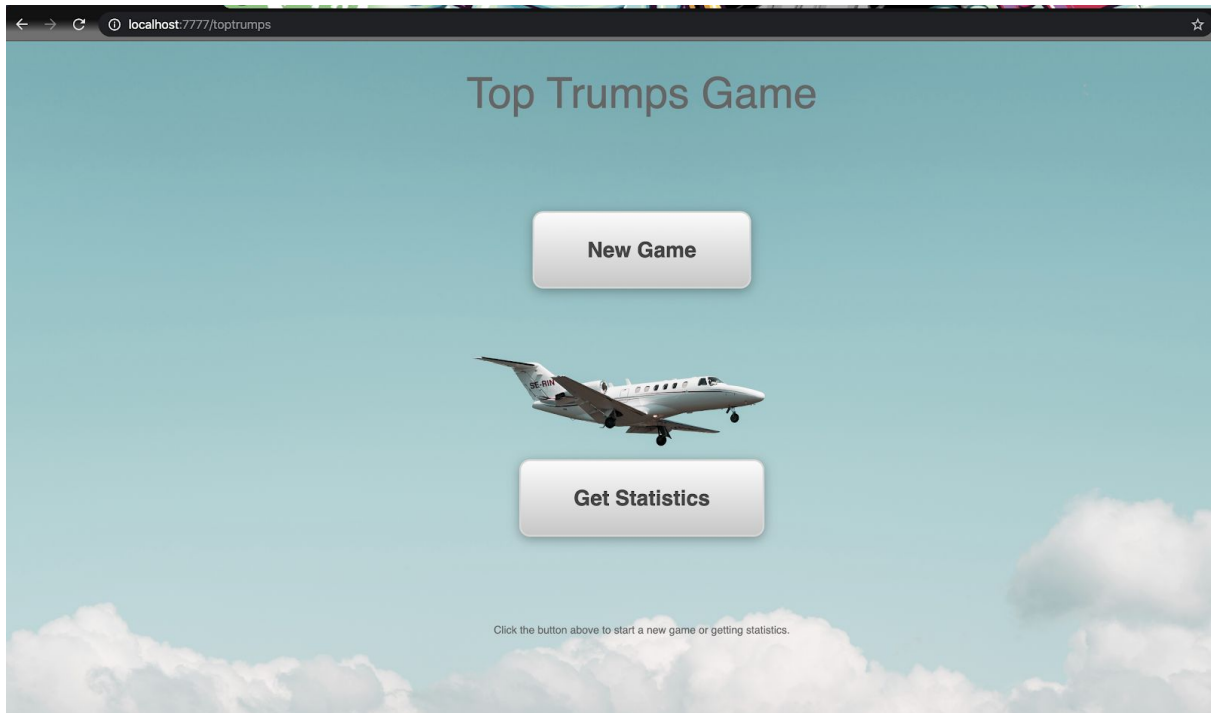 localhost:7777/toptrumps
Top Trumps Game
New Game
SE-RIN
Get Statistics
Click the button above to start a new game or getting statistics.